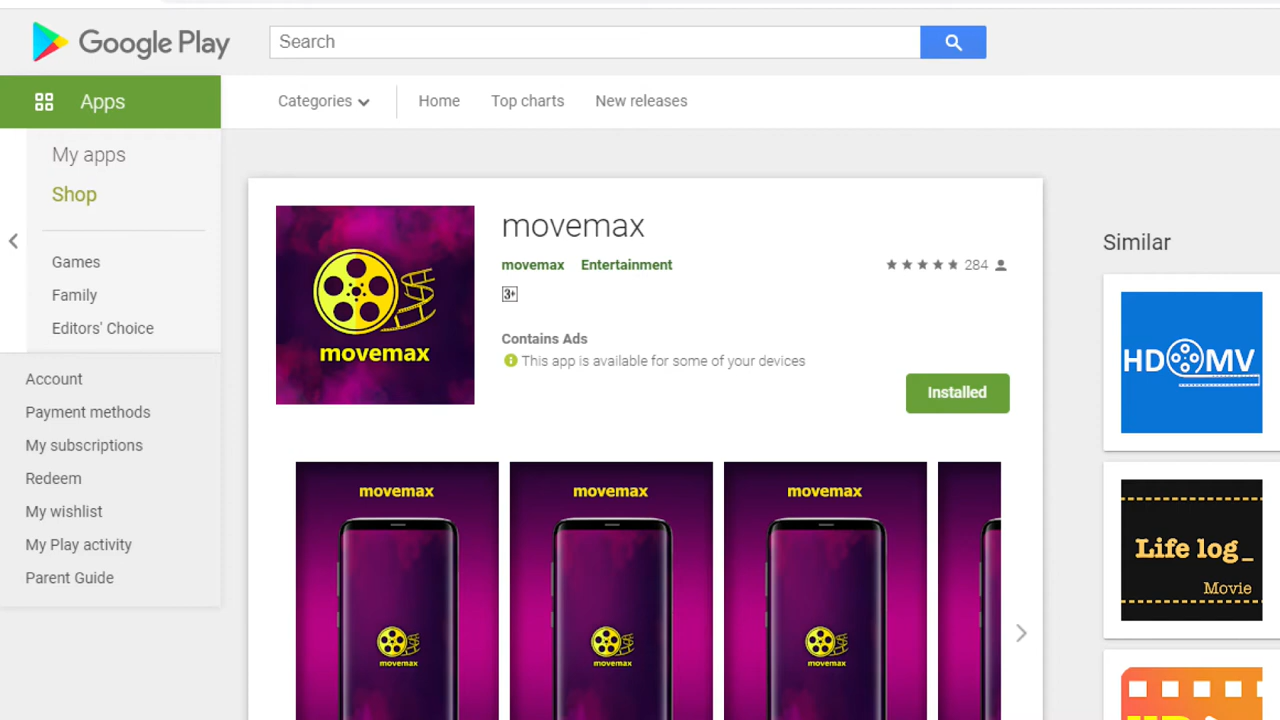 Google Play
Search
Apps
Categories
Home
Top charts
New releases
My apps
Shop
Games
Family
Editors' Choice
Account
Payment methods
My subscriptions
Redeem
My wishlist
My Play activity
Parent Guide
movemax
movemax
movemax Entertainment
284
3+
Contains Ads
This app is available for some of your devices
Installed
movemax
movemax
movemax
movemax
movemax
movemax
Similar
HD MV
Life log_
Movie